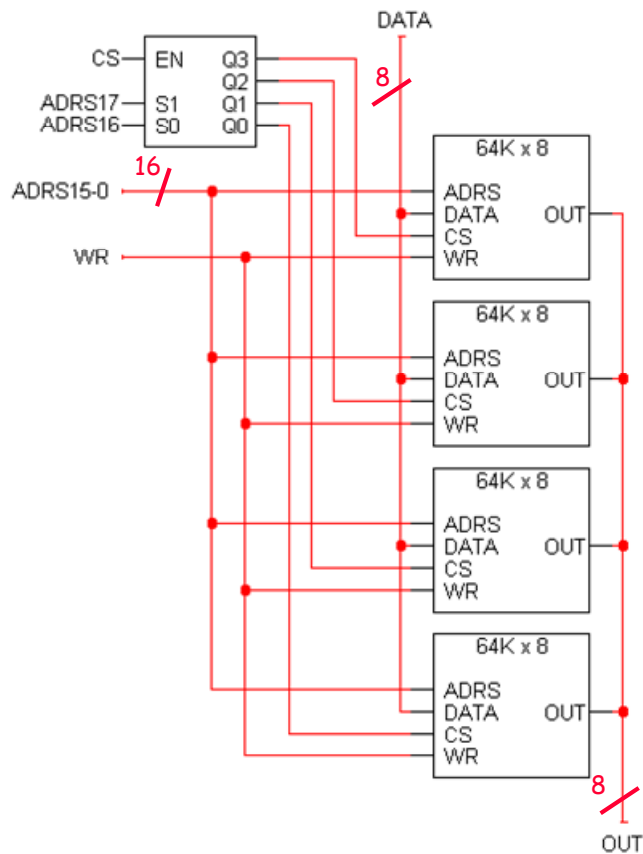 DATA
CS EN Q3
Q2
ADRS17 S1 Q1
ADRS16 S0 Q0
8
16
ADRS15-0
WR
64K x 8
ADRS
DATA OUT
CS
WR
64K x 8
ADRS
DATA OUT
CS
WR
64K x 8
ADRS
DATA OUT
CS
WR
64K x 8
ADRS
DATA OUT
CS
WR
8
OUT